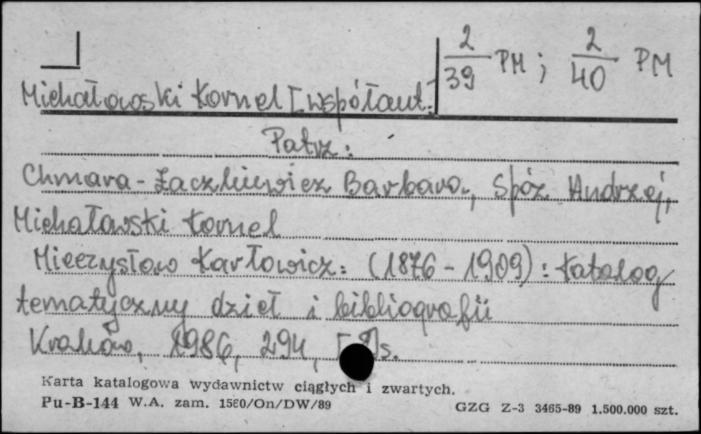 2/39 PM ; 2/40 PM
Michałowski Kornel [współaut.]
Patrz:
Chmara-Żaczkiewicz Barbara, Spóz Andrzej,
Michałowski Kornel
Mieczysław Karłowicz: (1876-1909): katalog
tematyczny dzieł i bibliografii
Kraków, 1986, 294, s.
Karta katalogowa wydawnictw ciągłych i zwartych.
Pu-B-144 W.A. zam. 1560/On/DW/89 GZG Z-3 3465-89 1.500.000 szt.